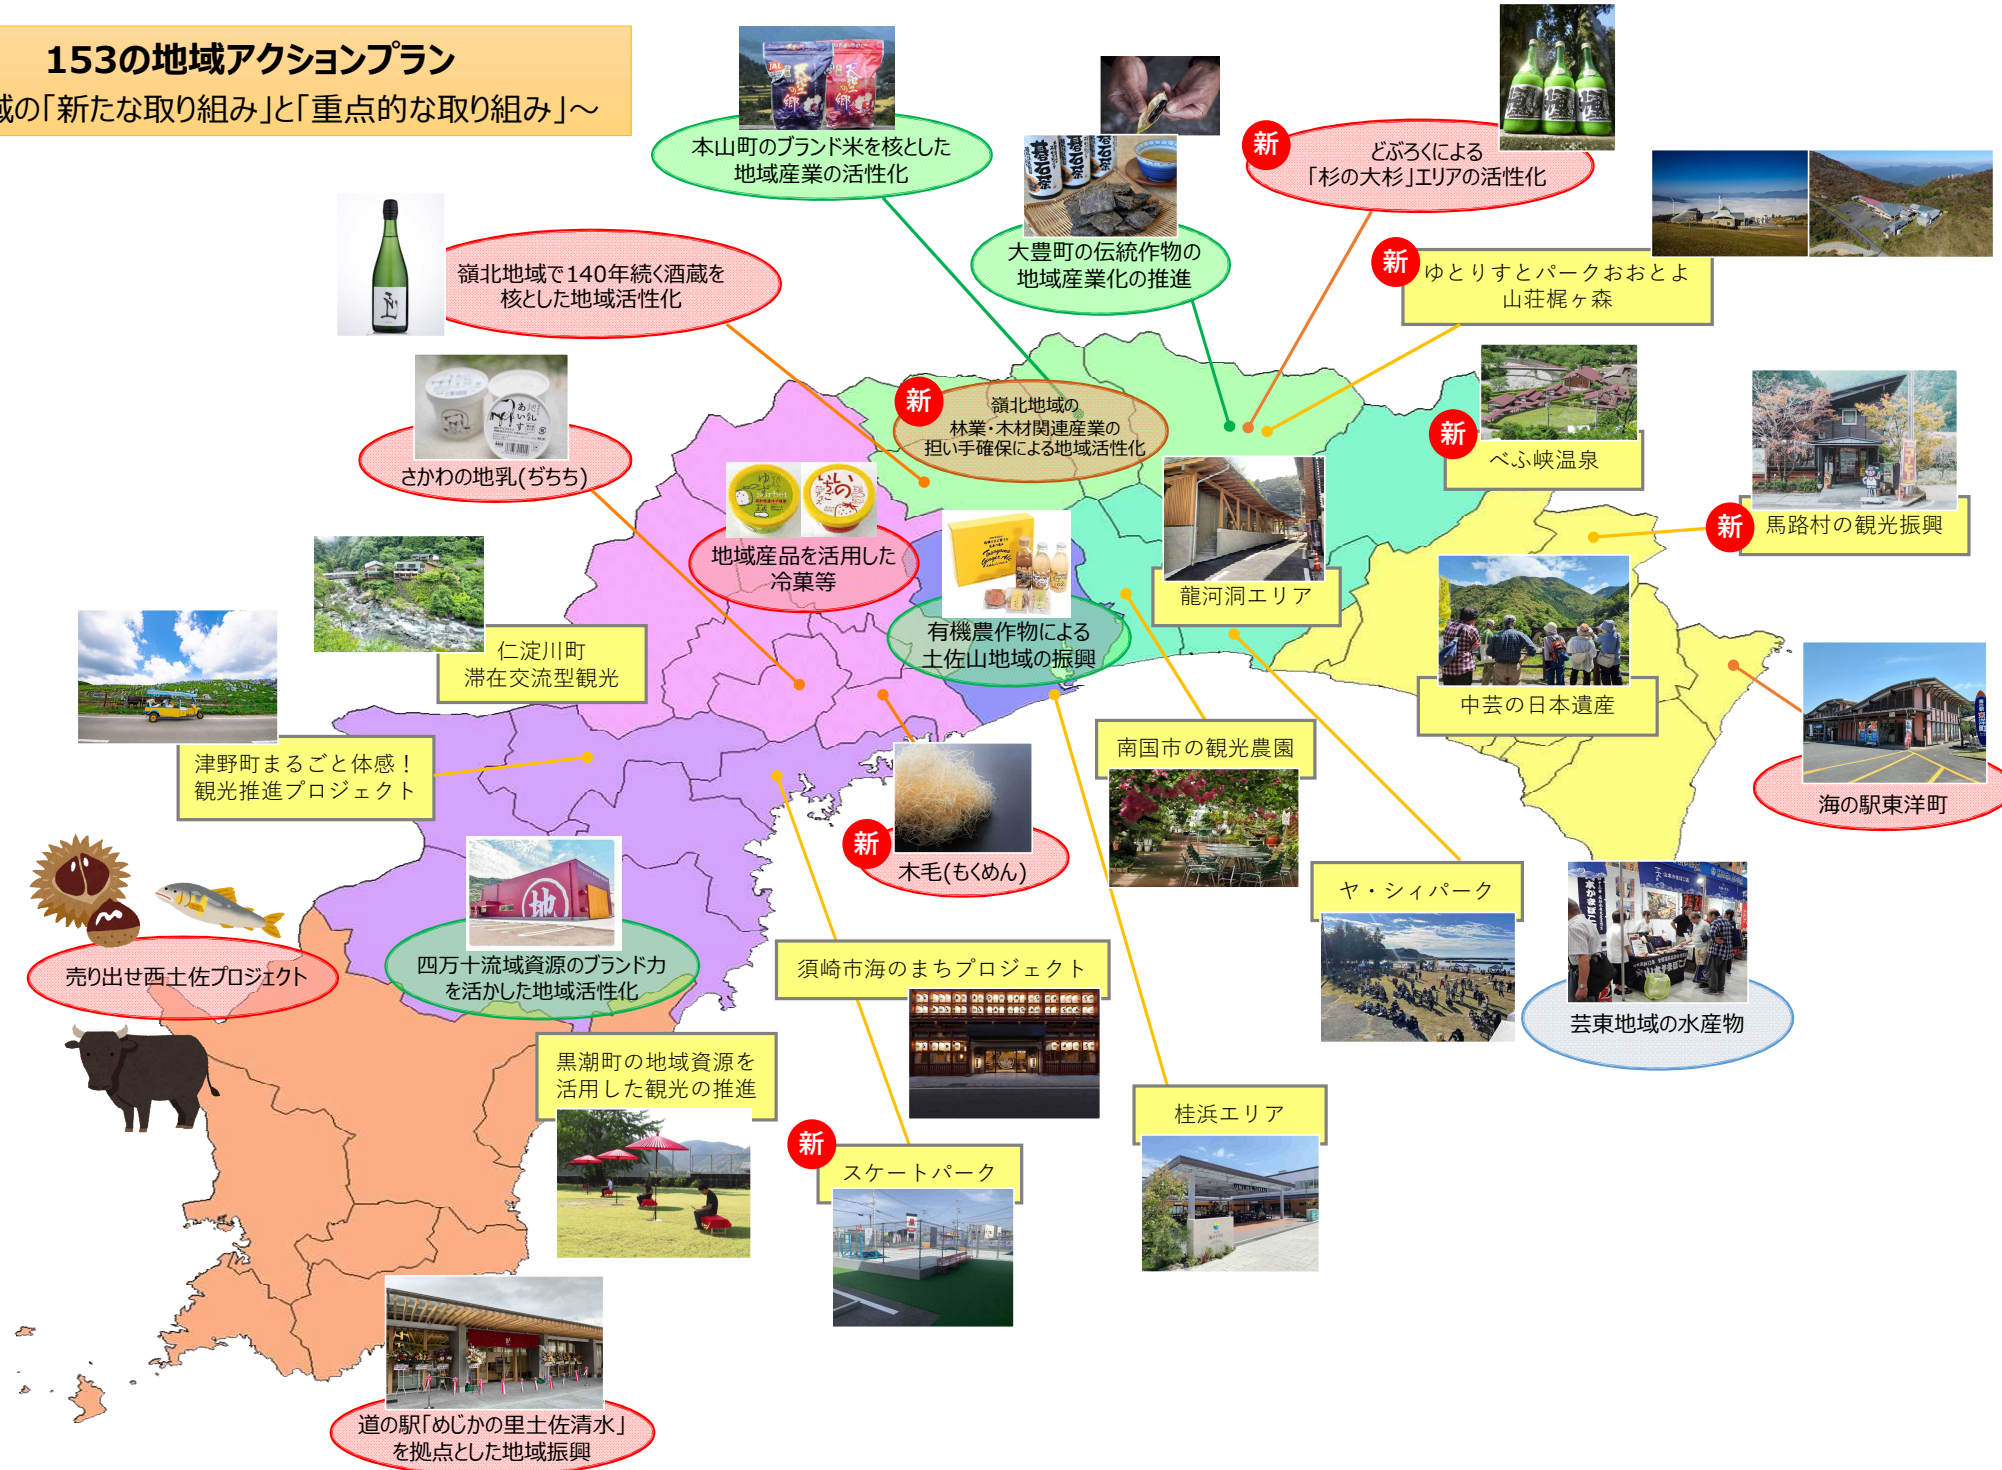 153の地域アクションプラン
域の「新たな取り組み」と「重点的な取り組み」～
本山町のブランド米を核とした
地域産業の活性化
JAL
天空の郷
碁石茶
碁石茶
大豊町の伝統作物の
地域産業化の推進
新
どぶろくによる
「杉の大杉」エリアの活性化
新
ゆとりすとパークおおとよ
山荘梶ヶ森
嶺北地域で140年続く酒蔵を
核とした地域活性化
新
嶺北地域の
林業・木材関連産業の
担い手確保による地域活性化
新
べふ峡温泉
新
馬路村の観光振興
さかわの地乳(ぢちち)
地域産品を活用した
冷菓等
有機農作物による
土佐山地域の振興
龍河洞エリア
中芸の日本遺産
仁淀川町
滞在交流型観光
津野町まるごと体感！
観光推進プロジェクト
南国市の観光農園
海の駅東洋町
新
木毛(もくめん)
ヤ・シィパーク
地
四万十流域資源のブランド力
を活かした地域活性化
売り出せ西土佐プロジェクト
須崎市海のまちプロジェクト
芸東地域の水産物
黒潮町の地域資源を
活用した観光の推進
新
スケートパーク
桂浜エリア
道の駅「めじかの里土佐清水」
を拠点とした地域振興